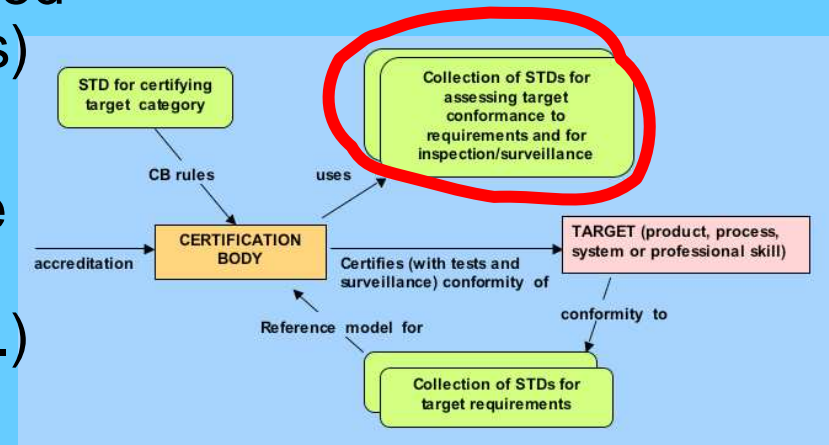 s)
STD for certifying
target category
Collection of STDs for
assessing target
conformance to
requirements and for
inspection/surveillance
CB rules
uses
e
accreditation
CERTIFICATION
BODY
Certifies (with tests and
surveillance) conformity of
TARGET (product, process,
system or professional skill)
conformity to
Reference model for
.)
Collection of STDs for
target requirements